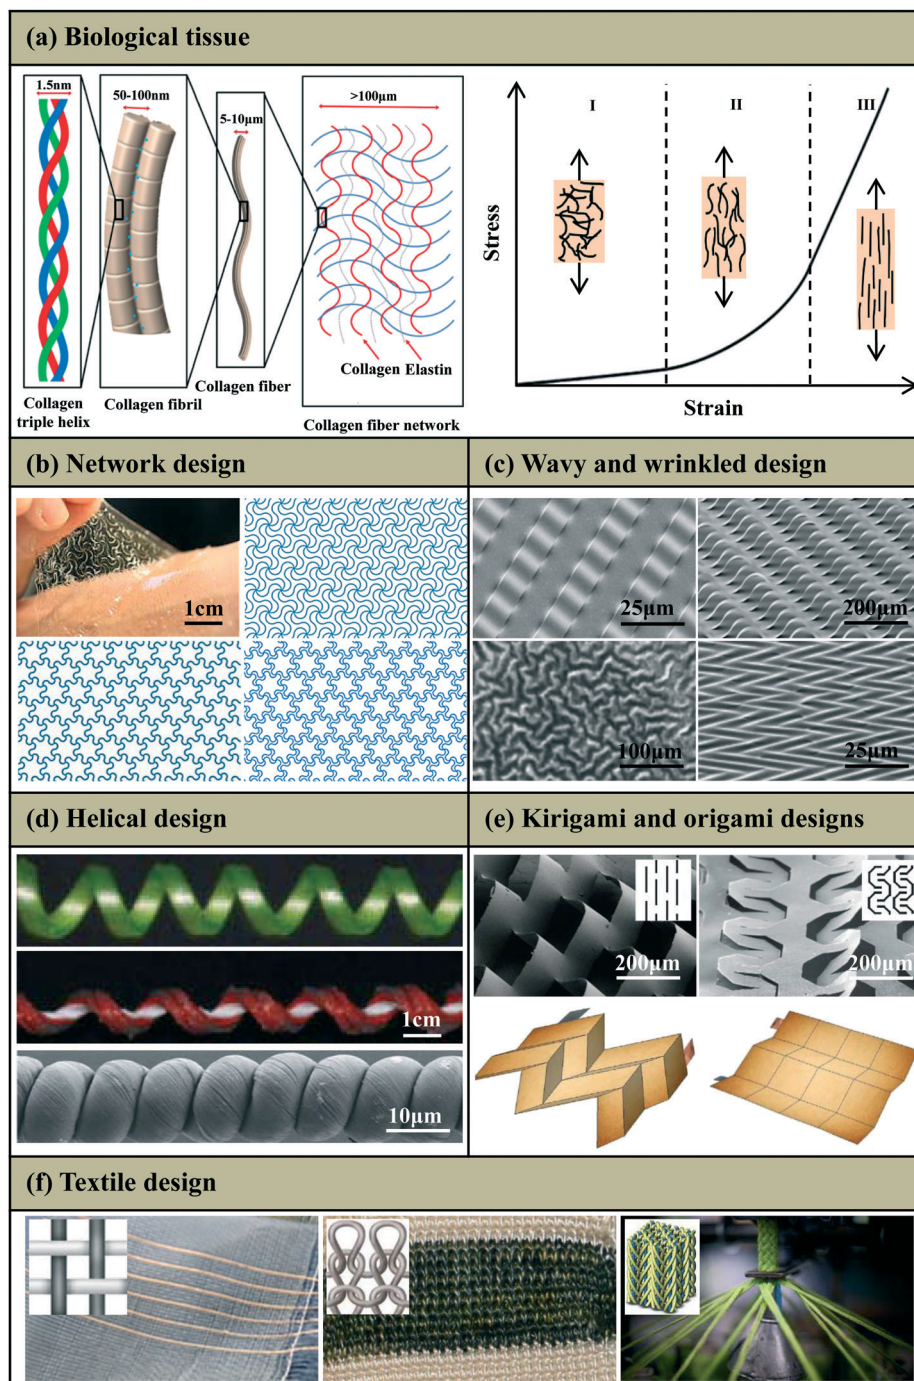 (a) Biological tissue
1.5nm
50-100nm
5-10μm
>100μm
Collagen Elastin
Collagen
triple helix
Collagen fibril
Collagen fiber
Collagen fiber network
Stress
I
II
III
Strain
(b) Network design
1cm
(c) Wavy and wrinkled design
25μm
200μm
100μm
25μm
(d) Helical design
1cm
10μm
(e) Kirigami and origami designs
200μm
200μm
(f) Textile design